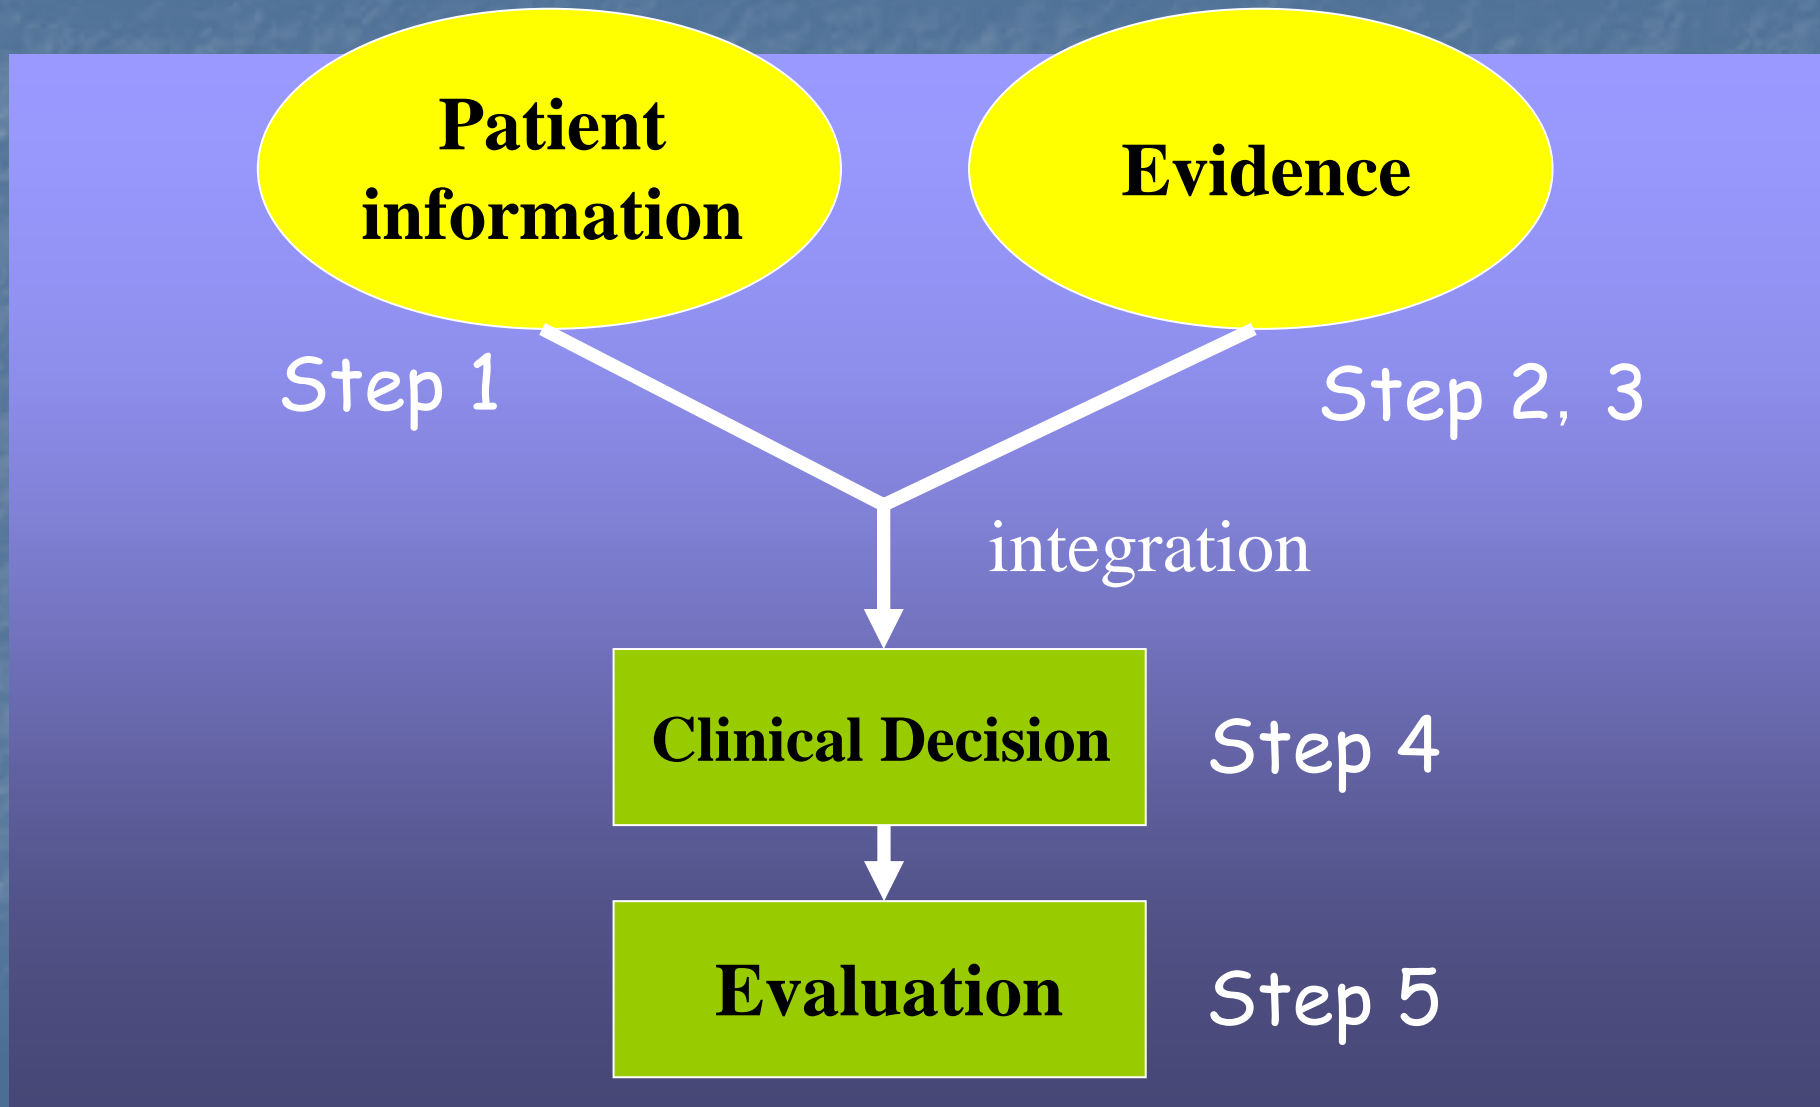 Patient
information
Evidence
Step 1
Step 2, 3
integration
Clinical Decision
Step 4
Evaluation
Step 5